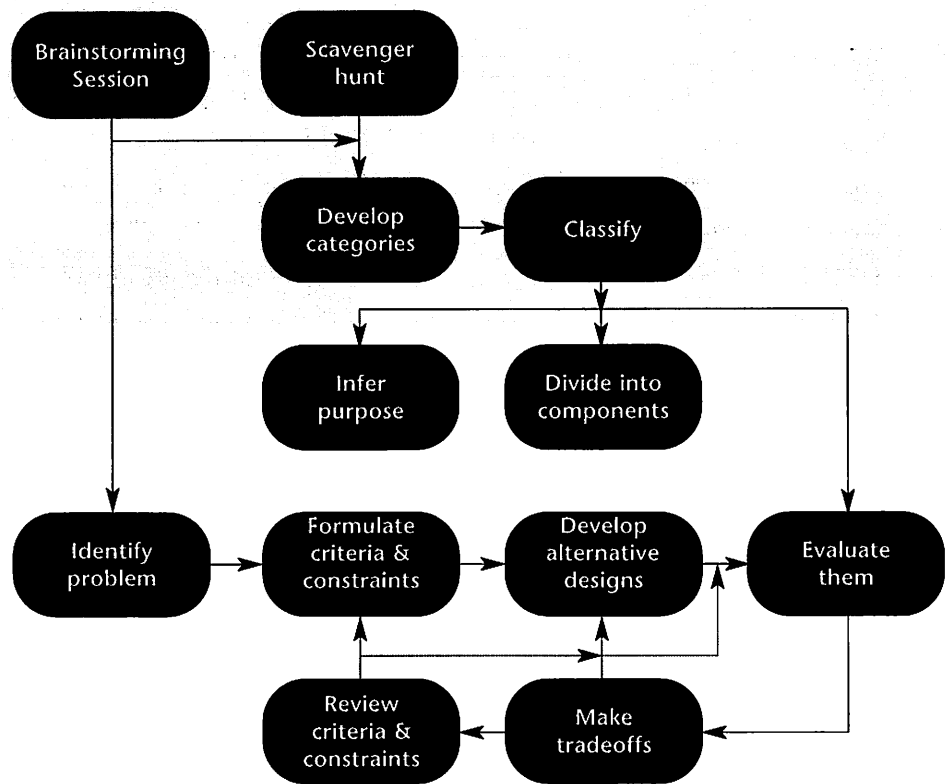 Brainstorming
Session
Scavenger
hunt
Develop
categories
Classify
Infer
purpose
Divide into
components
Identify
problem
Formulate
criteria &
constraints
Develop
alternative
designs
Evaluate
them
Review
criteria &
constraints
Make
tradeoffs